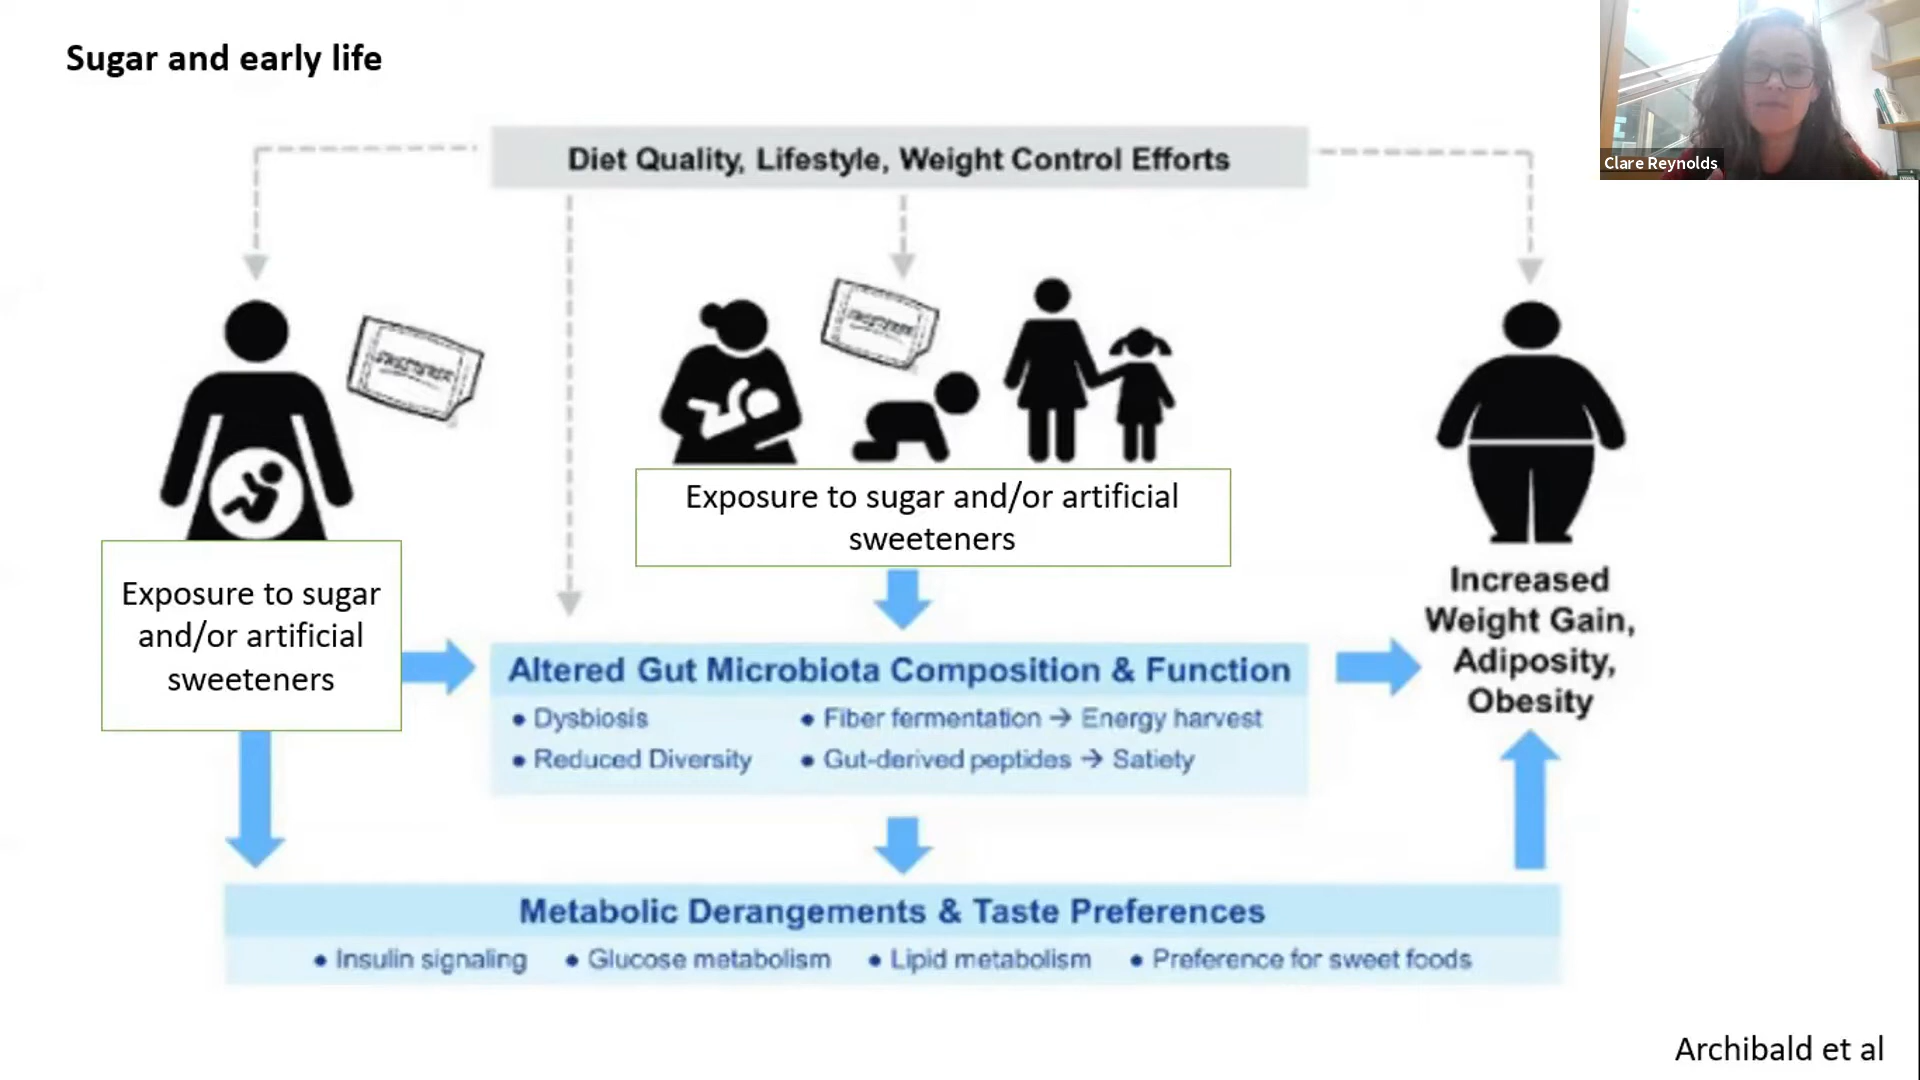 Sugar and early life
Clare Reynolds
Diet Quality, Lifestyle, Weight Control Efforts
Exposure to sugar and/or artificial
sweeteners
Exposure to sugar
and/or artificial
sweeteners
Altered Gut Microbiota Composition & Function
• Dysbiosis
• Fiber fermentation → Energy harvest
• Reduced Diversity
• Gut-derived peptides → Satiety
Increased
Weight Gain,
Adiposity,
Obesity
Metabolic Derangements & Taste Preferences
• Insulin signaling • Glucose metabolism • Lipid metabolism • Preference for sweet foods
Archibald et al